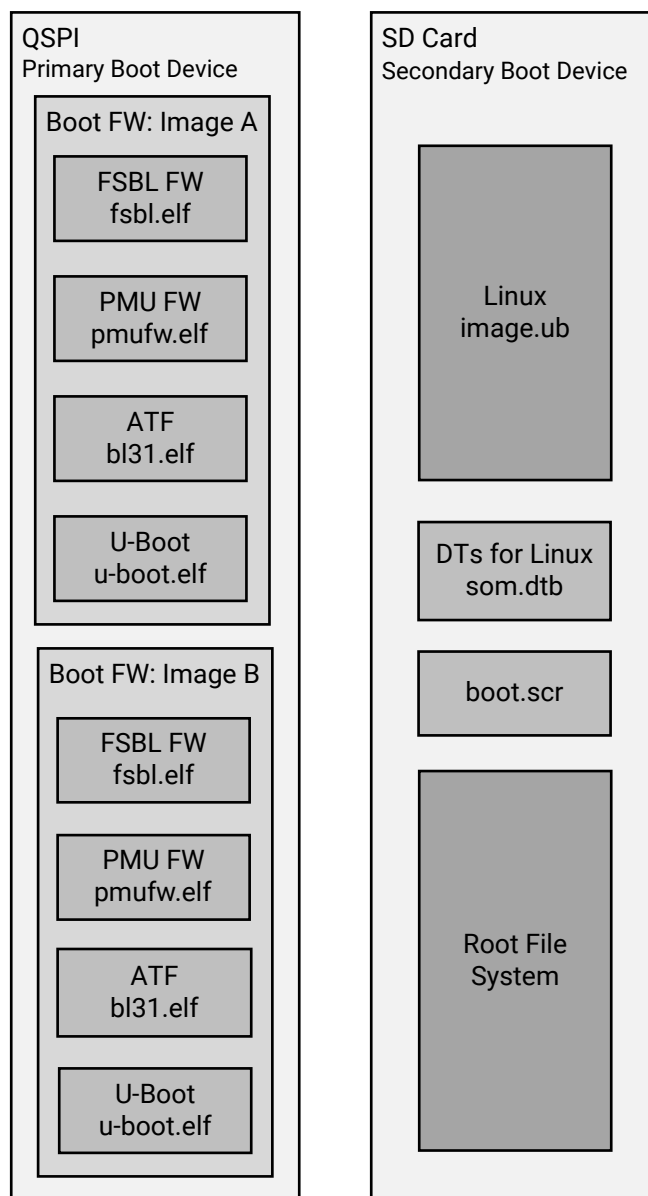 QSPI
Primary Boot Device
Boot FW: Image A
FSBL FW
fsbl.elf
PMU FW
pmufw.elf
ATF
bl31.elf
U-Boot
u-boot.elf
Boot FW: Image B
FSBL FW
fsbl.elf
PMU FW
pmufw.elf
ATF
bl31.elf
U-Boot
u-boot.elf
SD Card
Secondary Boot Device
Linux
image.ub
DTs for Linux
som.dtb
boot.scr
Root File
System